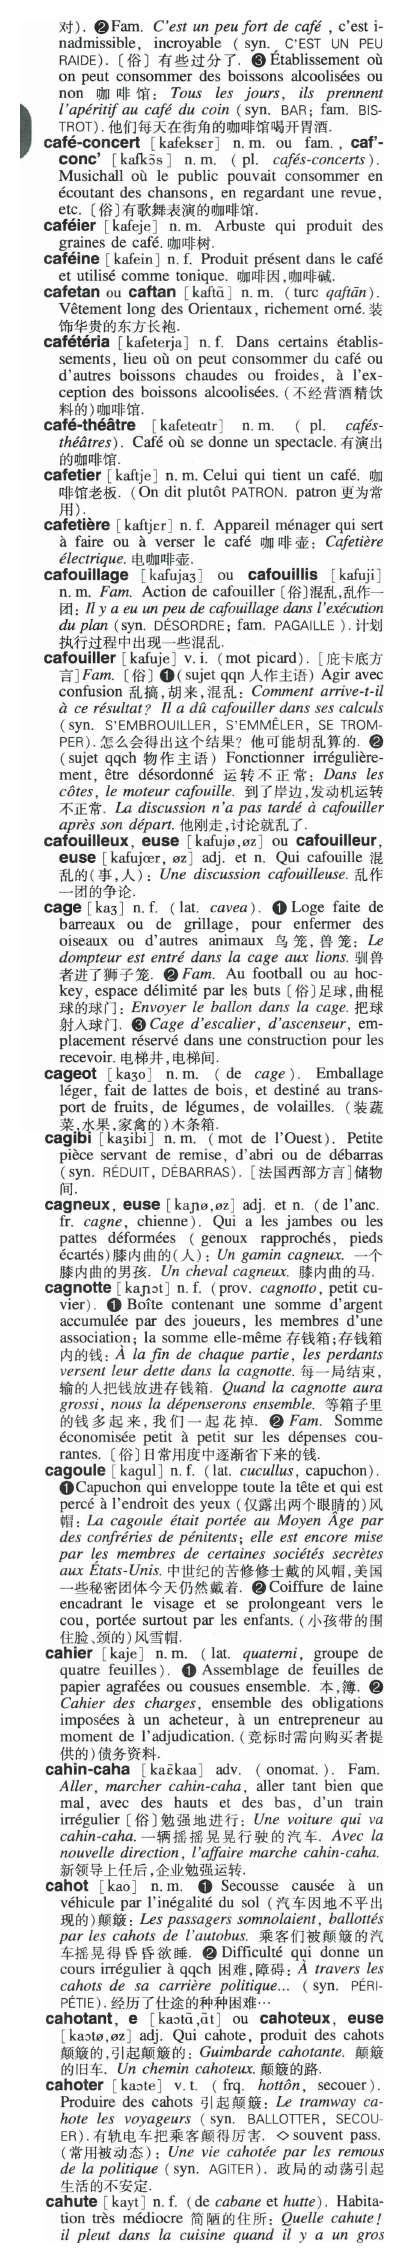 对). ❷Fam. C'est un peu fort de café , c'est i-
nadmissible, incroyable ( syn. C'EST UN PEU
RAIDE). 〔俗〕有些过分了. ❸Établissement où
on peut consommer des boissons alcoolisées ou
non 咖啡馆: Tous les jours, ils prennent
l'apéritif au café du coin (syn. BAR; fam. BIS-
TROT). 他们每天在街角的咖啡馆喝开胃酒.
café-concert [kafekɔ̃sɛr] n. m. ou fam. , caf'-
conc' [kafkɔ̃s] n. m. ( pl. cafés-concerts ).
Musichall où le public pouvait consommer en
écoutant des chansons, en regardant une revue,
etc. 〔俗〕有歌舞表演的咖啡馆.
caféier [kafeje] n. m. Arbuste qui produit des
graines de café. 咖啡树.
caféine [kafein] n. f. Produit présent dans le café
et utilisé comme tonique. 咖啡因,咖啡碱.
cafetan ou caftan [kaftɑ̃] n. m. (turc qaftān).
Vêtement long des Orientaux, richement orné. 装
饰华贵的东方长袍.
cafétéria [kafeterja] n. f. Dans certains établis-
sements, lieu où on peut consommer du café ou
d'autres boissons chaudes ou froides, à l'ex-
ception des boissons alcoolisées. (不经营酒精饮
料的)咖啡馆.
café-théâtre [kafeteɑtr] n. m. ( pl. cafés-
théâtres). Café où se donne un spectacle. 有演出
的咖啡馆.
cafetier [kaftje] n. m. Celui qui tient un café. 咖
啡馆老板. (On dit plutôt PATRON. patron 更为常
用).
cafetière [kaftjɛr] n. f. Appareil ménager qui sert
à faire ou à verser le café 咖啡壶: Cafetière
électrique. 电咖啡壶.
cafouillage [kafujaʒ] ou cafouillis [kafuji]
n. m. Fam. Action de cafouiller〔俗〕混乱,乱作一
团: Il y a eu un peu de cafouillage dans l'exécution
du plan (syn. DÉSORDRE; fam. PAGAILLE ). 计划
执行过程中出现一些混乱.
cafouiller [kafuje] v. i. (mot picard). [庇卡底方
言]Fam. 〔俗〕❶(sujet qqn 人作主语) Agir avec
confusion 乱搞,胡来,混乱: Comment arrive-t-il
à ce résultat? Il a dû cafouiller dans ses calculs
(syn. S'EMBROUILLER, S'EMMÊLER, SE TROM-
PER). 怎么会得出这个结果? 他可能胡乱算的. ❷
(sujet qqch 物作主语) Fonctionner irrégulière-
ment, être désordonné 运转不正常: Dans les
côtes, le moteur cafouille. 到了岸边,发动机运转
不正常. La discussion n'a pas tardé à cafouiller
après son départ. 他刚走,讨论就乱了.
cafouilleux, euse [kafujø,øz] ou cafouilleur,
euse [kafujœr, øz] adj. et n. Qui cafouille 混
乱的(事,人): Une discussion cafouilleuse. 乱作
一团的争论.
cage [kaʒ] n. f. (lat. cavea). ❶ Loge faite de
barreaux ou de grillage, pour enfermer des
oiseaux ou d'autres animaux 鸟笼,兽笼: Le
dompteur est entré dans la cage aux lions. 驯兽
者进了狮子笼. ❷ Fam. Au football ou au hoc-
key, espace délimité par les buts〔俗〕足球,曲棍
球的球门: Envoyer le ballon dans la cage. 把球
射入球门. ❸ Cage d'escalier, d'ascenseur, em-
placement réservé dans une construction pour les
recevoir. 电梯井,电梯间.
cageot [kaʒo] n. m. ( de cage ). Emballage
léger, fait de lattes de bois, et destiné au trans-
port de fruits, de légumes, de volailles. (装蔬
菜,水果,家禽的)木条箱.
cagibi [kaʒibi] n. m. (mot de l'Ouest). Petite
pièce servant de remise, d'abri ou de débarras
(syn. RÉDUIT, DÉBARRAS). [法国西部方言]储物
间.
cagneux, euse [kaɲø,øz] adj. et n. (de l'anc.
fr. cagne, chienne). Qui a les jambes ou les
pattes déformées ( genoux rapprochés, pieds
écartés)膝内曲的(人): Un gamin cagneux. 一个
膝内曲的男孩. Un cheval cagneux. 膝内曲的马.
cagnotte [kaɲɔt] n. f. (prov. cagnotto, petit cu-
vier). ❶ Boîte contenant une somme d'argent
accumulée par des joueurs, les membres d'une
association; la somme elle-même 存钱箱;存钱箱
内的钱: À la fin de chaque partie, les perdants
versent leur dette dans la cagnotte. 每一局结束,
输的人把钱放进存钱箱. Quand la cagnotte aura
grossi, nous la dépenserons ensemble. 等箱子里
的钱多起来,我们一起花掉. ❷ Fam. Somme
économisée petit à petit sur les dépenses cou-
rantes. 〔俗〕日常用度中逐渐省下来的钱.
cagoule [kagul] n. f. (lat. cucullus, capuchon).
❶Capuchon qui enveloppe toute la tête et qui est
percé à l'endroit des yeux (仅露出两个眼睛的)风
帽: La cagoule était portée au Moyen Âge par
des confréries de pénitents; elle est encore mise
par les membres de certaines sociétés secrètes
aux États-Unis. 中世纪的苦修修士戴的风帽,美国
一些秘密团体今天仍然戴着. ❷Coiffure de laine
encadrant le visage et se prolongeant vers le
cou, portée surtout par les enfants. (小孩带的围
住脸、颈的)风雪帽.
cahier [kaje] n. m. ( lat. quaterni, groupe de
quatre feuilles). ❶ Assemblage de feuilles de
papier agrafées ou cousues ensemble. 本,簿. ❷
Cahier des charges, ensemble des obligations
imposées à un acheteur, à un entrepreneur au
moment de l'adjudication. (竞标时需向购买者提
供的)债务资料.
cahin-caha [kaɛ̃kaa] adv. ( onomat. ). Fam.
Aller, marcher cahin-caha, aller tant bien que
mal, avec des hauts et des bas, d'un train
irrégulier〔俗〕勉强地进行: Une voiture qui va
cahin-caha. 一辆摇摇晃晃行驶的汽车. Avec la
nouvelle direction, l'affaire marche cahin-caha.
新领导上任后,企业勉强运转.
cahot [kao] n. m. ❶ Secousse causée à un
véhicule par l'inégalité du sol (汽车因地不平出
现的)颠簸: Les passagers somnolaient, ballottés
par les cahots de l'autobus. 乘客们被颠簸的汽
车摇晃得昏昏欲睡. ❷ Difficulté qui donne un
cours irrégulier à qqch 困难,障碍: À travers les
cahots de sa carrière politique… ( syn. PÉRI-
PÉTIE). 经历了仕途的种种困难…
cahotant, e [kaɔtɑ̃,ɑ̃t] ou cahoteux, euse
[kaɔtø,øz] adj. Qui cahote, produit des cahots
颠簸的,引起颠簸的: Guimbarde cahotante. 颠簸
的旧车. Un chemin cahoteux. 颠簸的路.
cahoter [kaɔte] v. t. ( frq. hottôn, secouer).
Produire des cahots 引起颠簸: Le tramway ca-
hote les voyageurs ( syn. BALLOTTER, SECOU-
ER). 有轨电车把乘客颠得厉害. ◇souvent pass.
(常用被动态): Une vie cahotée par les remous
de la politique (syn. AGITER). 政局的动荡引起
生活的不安定.
cahute [kayt] n. f. (de cabane et hutte). Habita-
tion très médiocre 简陋的住所: Quelle cahute!
il pleut dans la cuisine quand il y a un gros